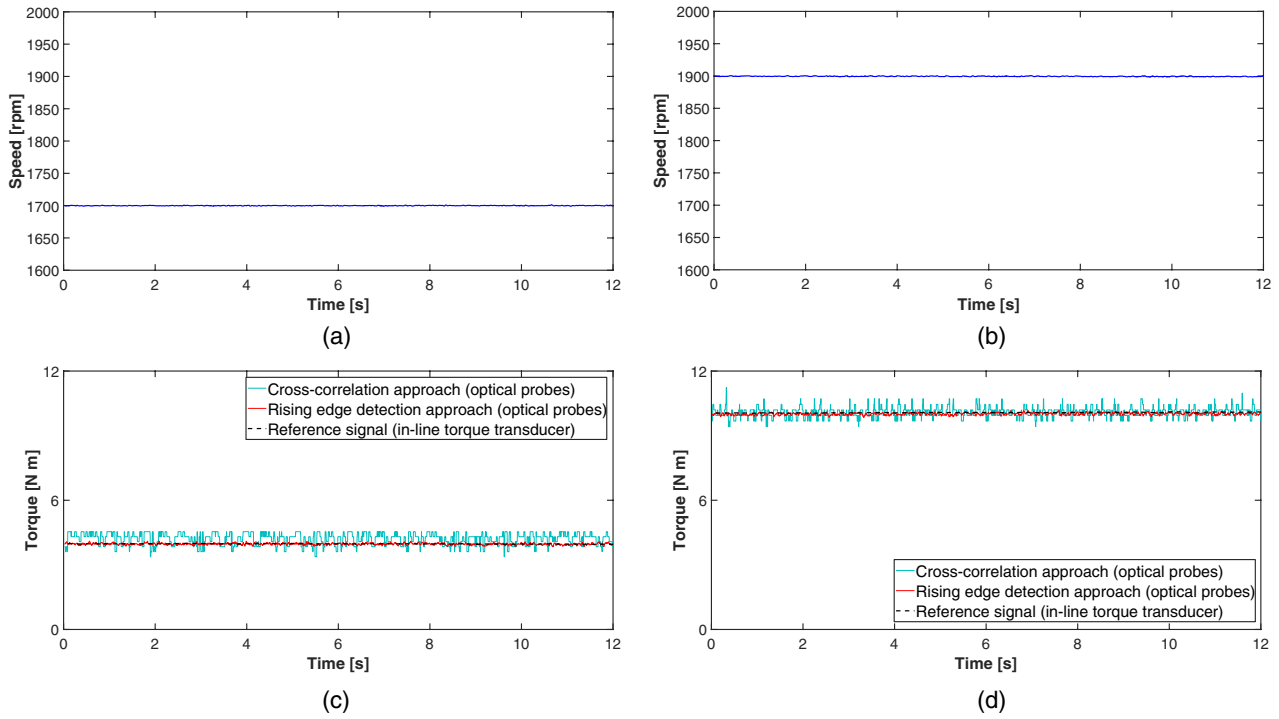 2000
1950
1900
1850
1800
1750
1700
1650
1600
Speed [rpm]
0 2 4 6 8 10 12
Time [s]
(a)
2000
1950
1900
1850
1800
1750
1700
1650
1600
Speed [rpm]
0 2 4 6 8 10 12
Time [s]
(b)
12
6
0
Torque [N m]
Cross-correlation approach (optical probes)
Rising edge detection approach (optical probes)
Reference signal (in-line torque transducer)
0 2 4 6 8 10 12
Time [s]
(c)
12
6
0
Torque [N m]
Cross-correlation approach (optical probes)
Rising edge detection approach (optical probes)
Reference signal (in-line torque transducer)
0 2 4 6 8 10 12
Time [s]
(d)